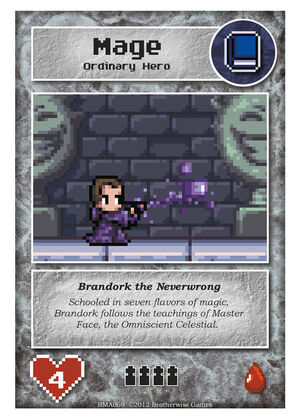 Mage
Ordinary Hero
Brandork the Neverwrong
Schooled in seven flavors of magic,
Brandork follows the teachings of Master
Face, the Omniscient Celestial.
4
BMA069 ©2012 Brotherwise Games